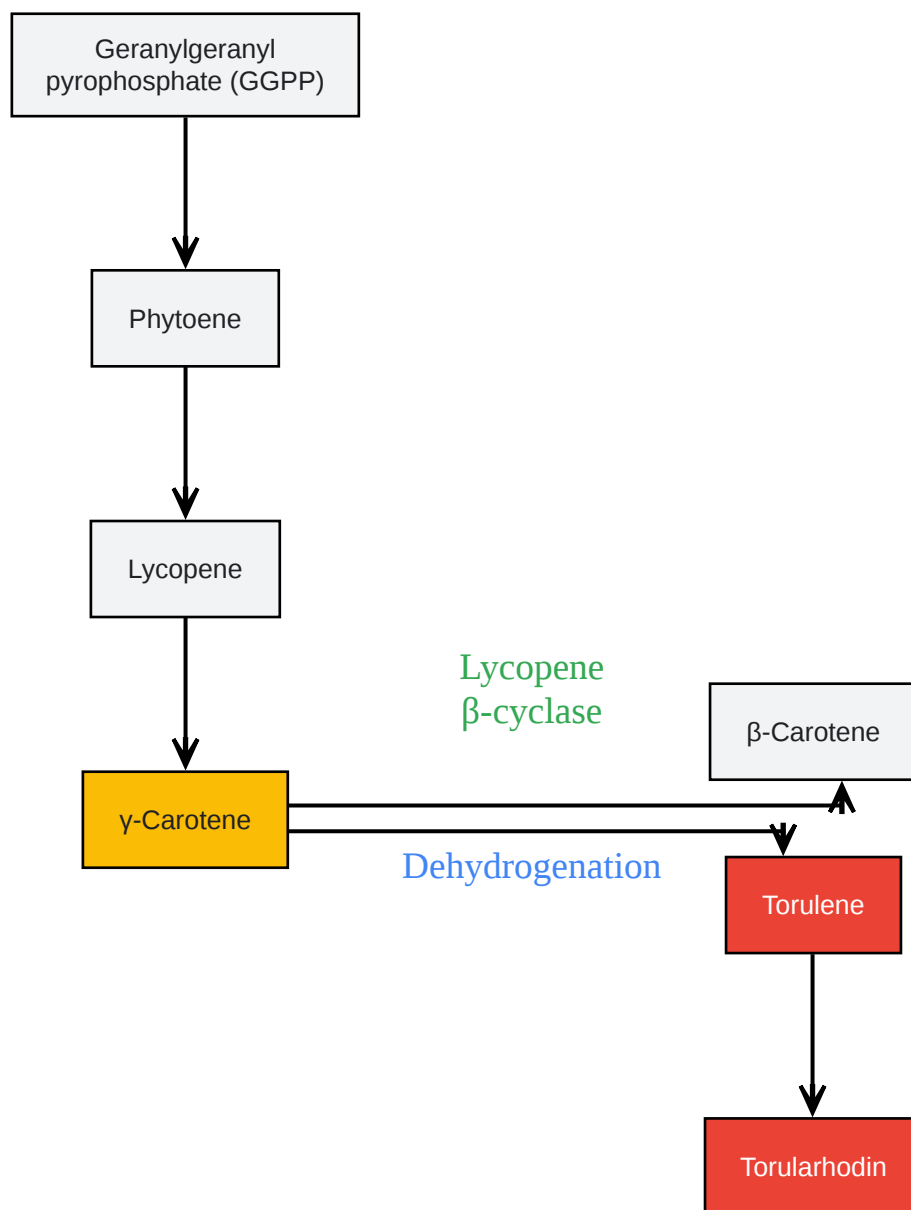 Geranylgeranyl
pyrophosphate (GGPP)
Phytoene
Lycopene
Lycopene
β-cyclase
β-Carotene
γ-Carotene
Dehydrogenation
Torulene
Torularhodin